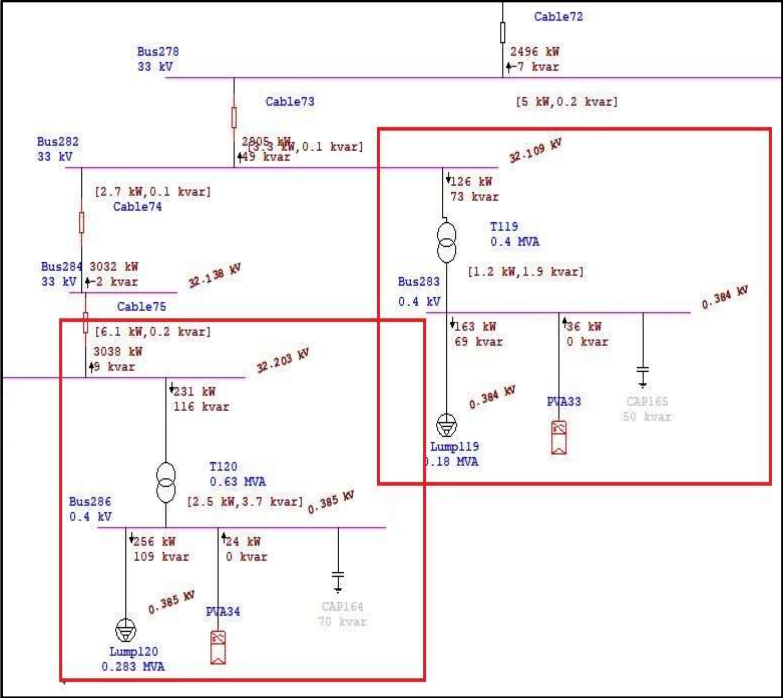 Cable72
2496 kW
-7 kvar
Bus278
33 kV
Cable73
[5 kW,0.2 kvar]
Bus282
33 kV
2905 kW
49 kvar
[3.3 kW,0.1 kvar]
32.109 kV
[2.7 kW,0.1 kvar]
Cable74
126 kW
73 kvar
T119
0.4 MVA
[1.2 kW,1.9 kvar]
Bus284
33 kV
3032 kW
-2 kvar
32.138 kV
Bus283
0.4 kV
0.384 kV
Cable75
[6.1 kW,0.2 kvar]
3038 kW
9 kvar
32.203 kV
163 kW
69 kvar
36 kW
0 kvar
0.384 kV
PVA33
CAP165
50 kvar
Lump119
0.18 MVA
231 kW
116 kvar
T120
0.63 MVA
[2.5 kW,3.7 kvar]
0.385 kV
Bus286
0.4 kV
256 kW
109 kvar
24 kW
0 kvar
0.385 kV
PVA34
CAP164
70 kvar
Lump120
0.283 MVA